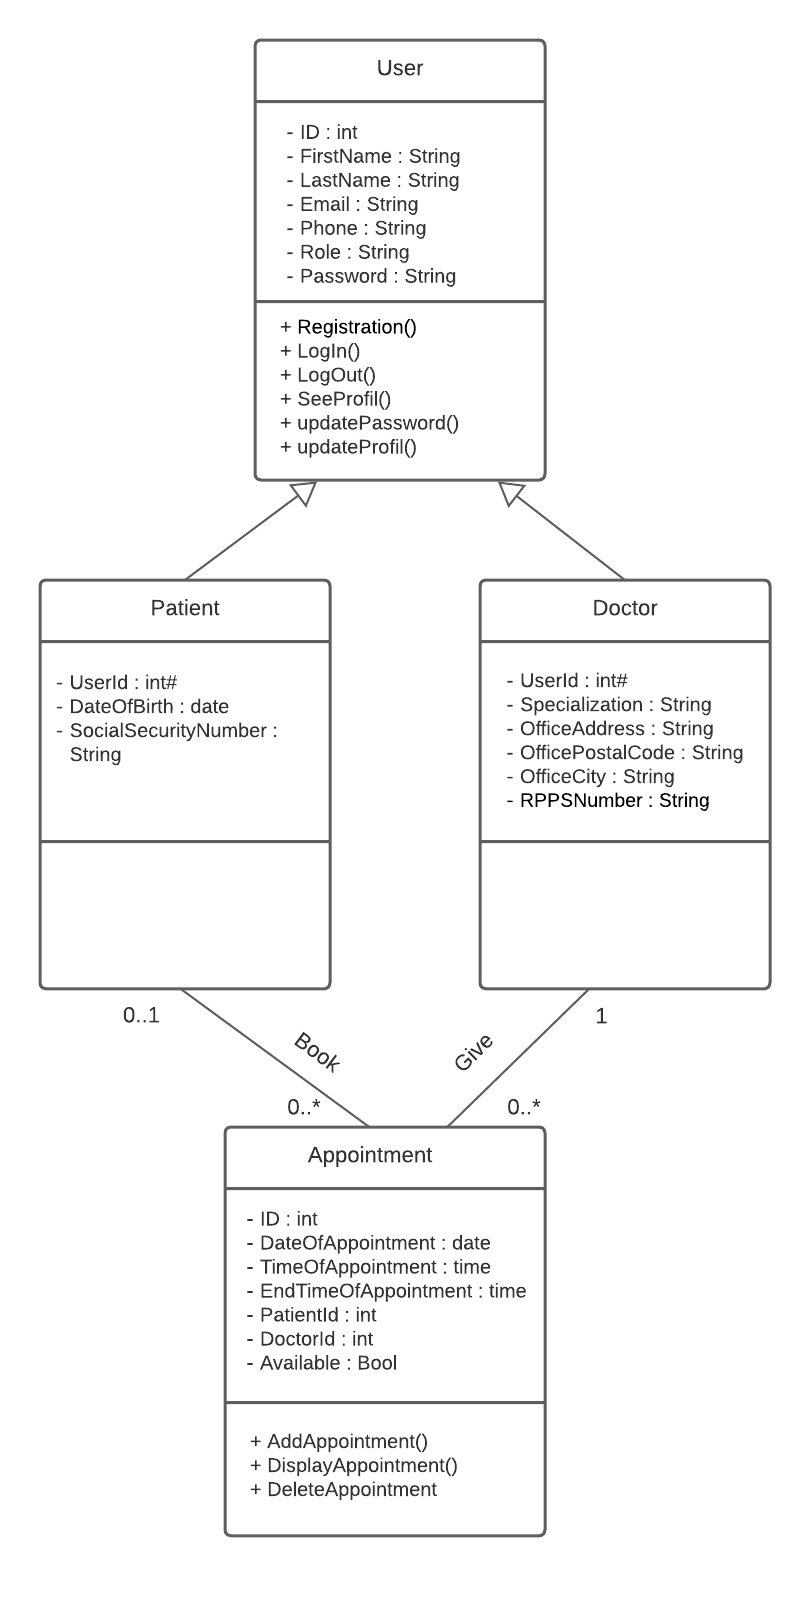 User
- ID : int
- FirstName : String
- LastName : String
- Email : String
- Phone : String
- Role : String
- Password : String
+ Registration()
+ LogIn()
+ LogOut()
+ SeeProfil()
+ updatePassword()
+ updateProfil()
Patient
- UserId : int#
- DateOfBirth : date
- SocialSecurityNumber :
String
Doctor
- UserId : int#
- Specialization : String
- OfficeAddress : String
- OfficePostalCode : String
- OfficeCity : String
- RPPSNumber : String
0..1
Book
0..*
1
Give
0..*
Appointment
- ID : int
- DateOfAppointment : date
- TimeOfAppointment : time
- EndTimeOfAppointment : time
- PatientId : int
- DoctorId : int
- Available : Bool
+ AddAppointment()
+ DisplayAppointment()
+ DeleteAppointment